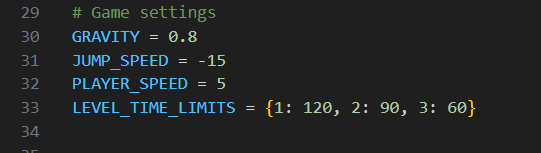 29 # Game settings
30 GRAVITY = 0.8
31 JUMP_SPEED = -15
32 PLAYER_SPEED = 5
33 LEVEL_TIME_LIMITS = {1: 120, 2: 90, 3: 60}
34
35